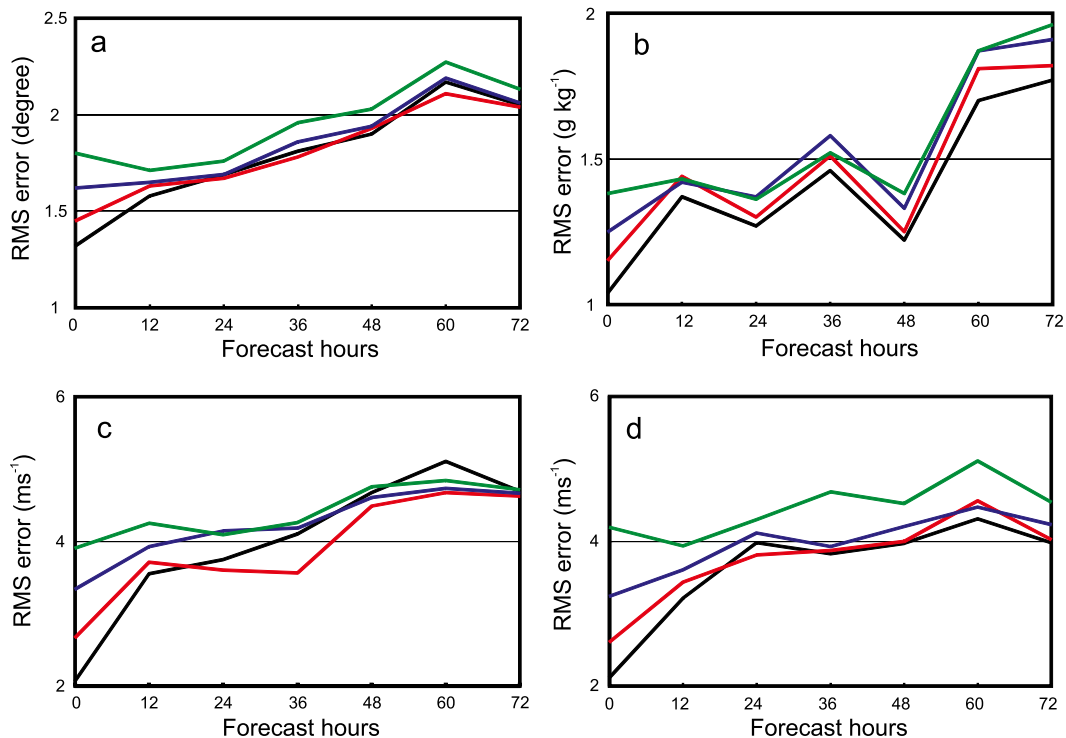 a
RMS error (degree)
2.5
2
1.5
1
0 12 24 36 48 60 72
Forecast hours
b
RMS error (g kg⁻¹)
2
1.5
1
0 12 24 36 48 60 72
Forecast hours
c
RMS error (ms⁻¹)
6
4
2
0 12 24 36 48 60 72
Forecast hours
d
RMS error (ms⁻¹)
6
4
2
0 12 24 36 48 60 72
Forecast hours